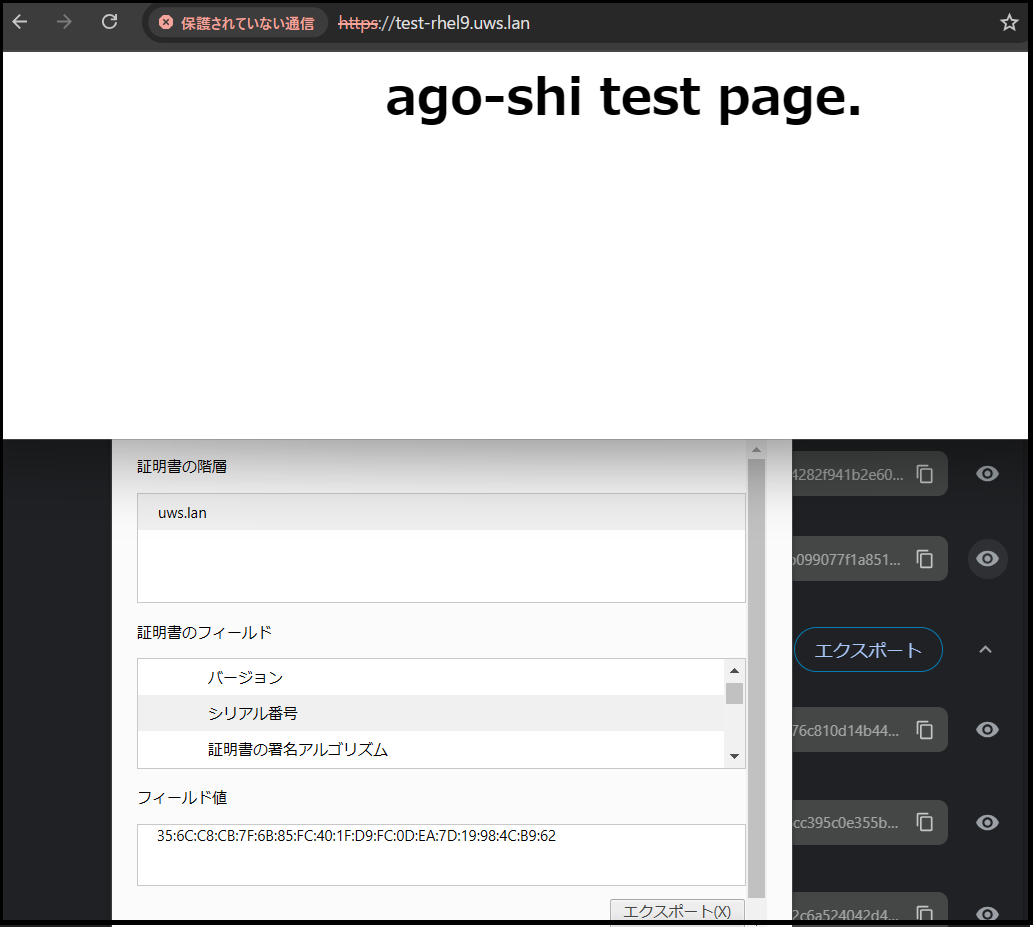 保護されていない通信 https://test-rhel9.uws.lan
ago-shi test page.
証明書の階層
4282f941b2e60...
uws.lan
099077f1a851...
証明書のフィールド
エクスポート
バージョン
シリアル番号
76c810d14b44...
証明書の署名アルゴリズム
フィールド値
cc395c0e355b...
35:6C:C8:CB:7F:6B:85:FC:40:1F:D9:FC:0D:EA:7D:19:98:4C:B9:62
エクスポート(X)
2c6a524042d4...